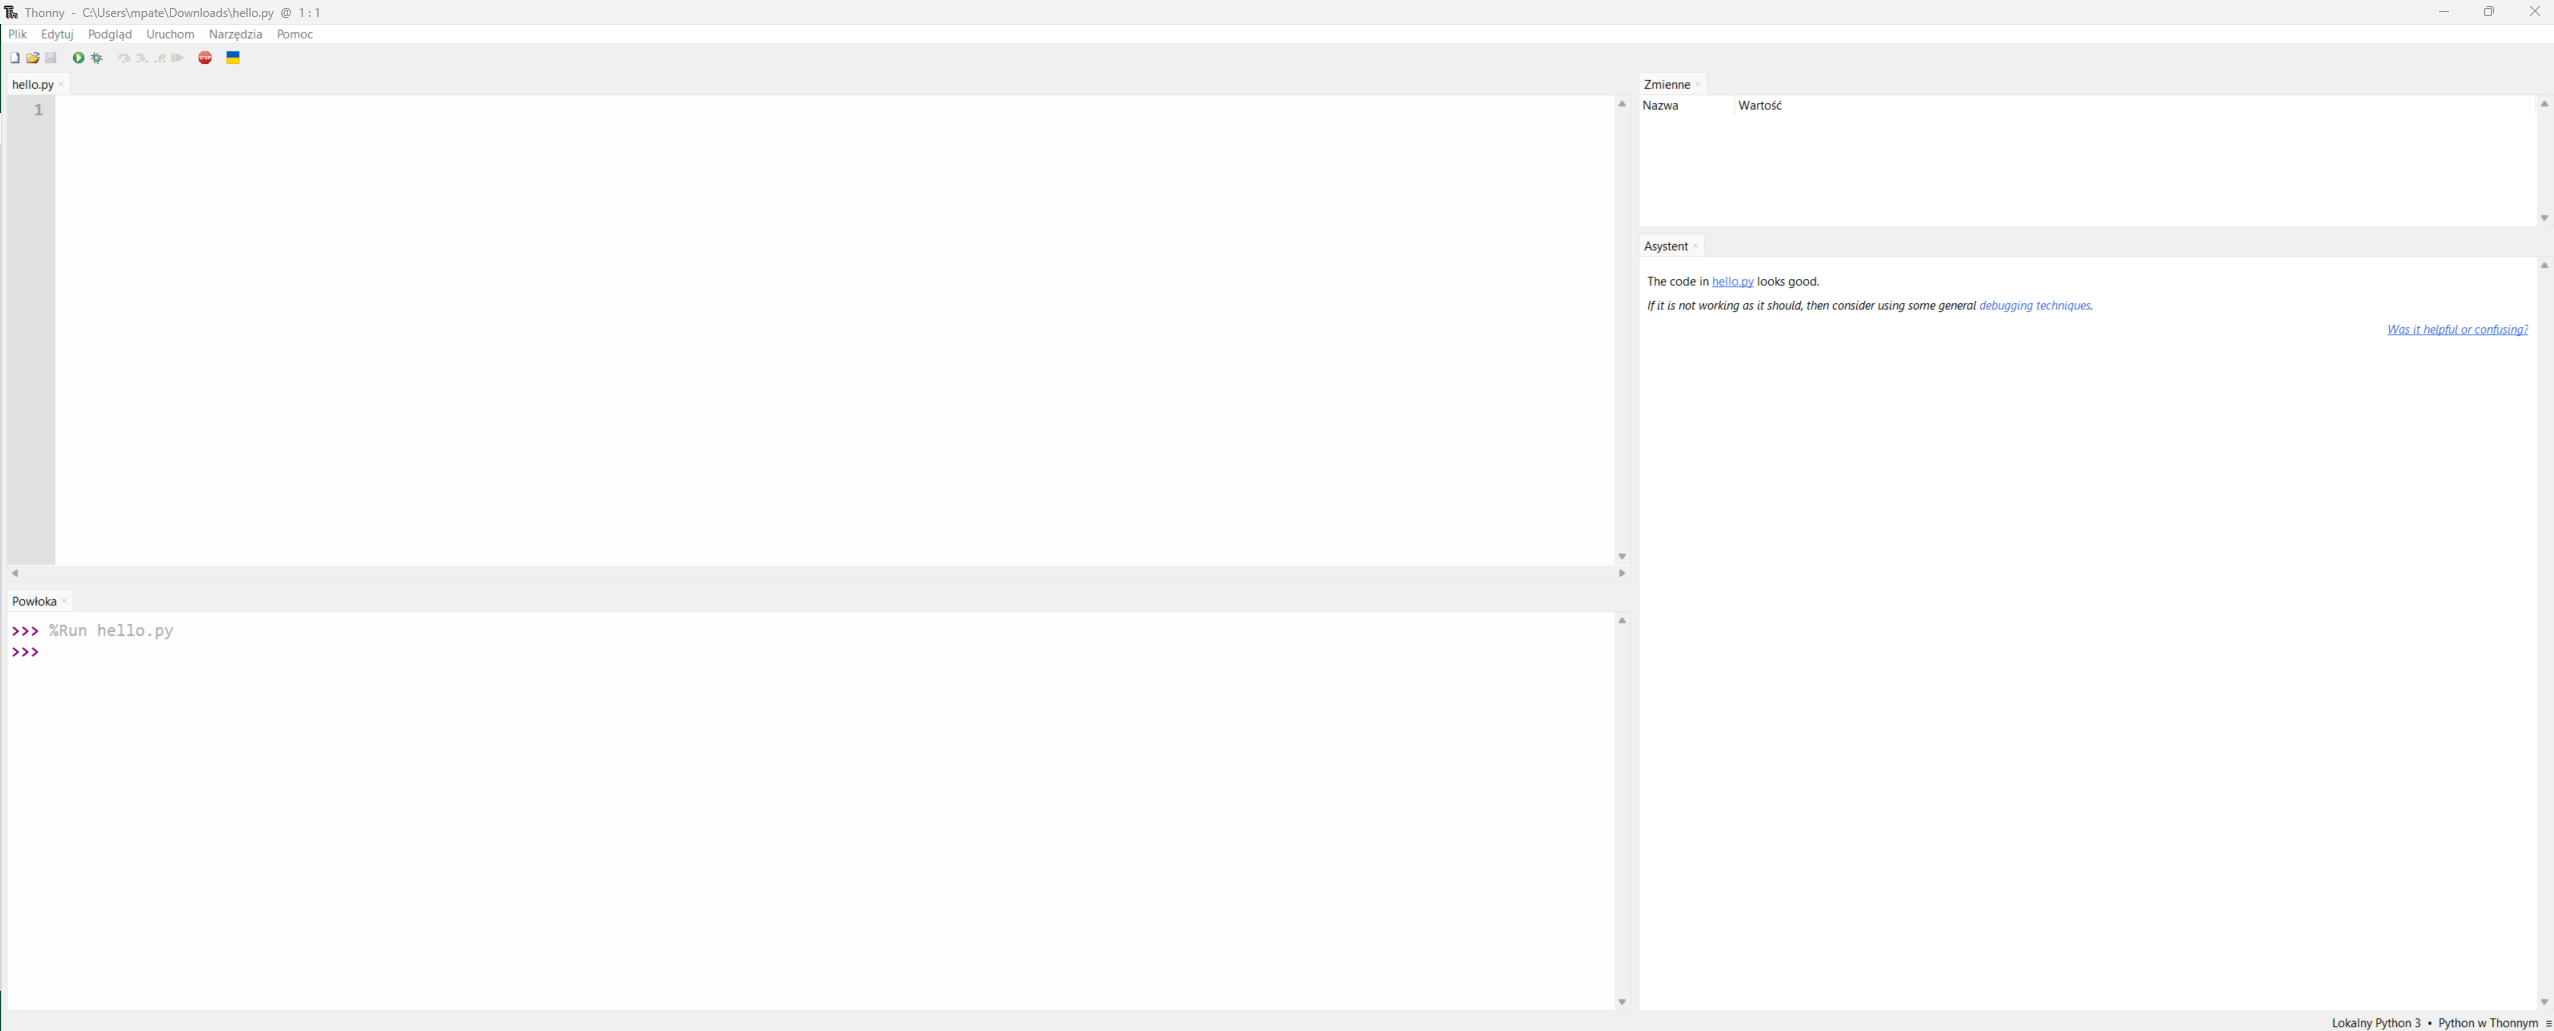 Thonny - C:\Users\mpate\Downloads\hello.py @ 1 : 1
Plik Edytuj Podgląd Uruchom Narzędzia Pomoc
STOP
hello.py ×
1
Powłoka ×
>>> %Run hello.py
>>>
Zmienne ×
Nazwa Wartość
Asystent ×
The code in hello.py looks good.
If it is not working as it should, then consider using some general debugging techniques.
Was it helpful or confusing?
Lokalny Python 3 • Python w Thonnym ≡